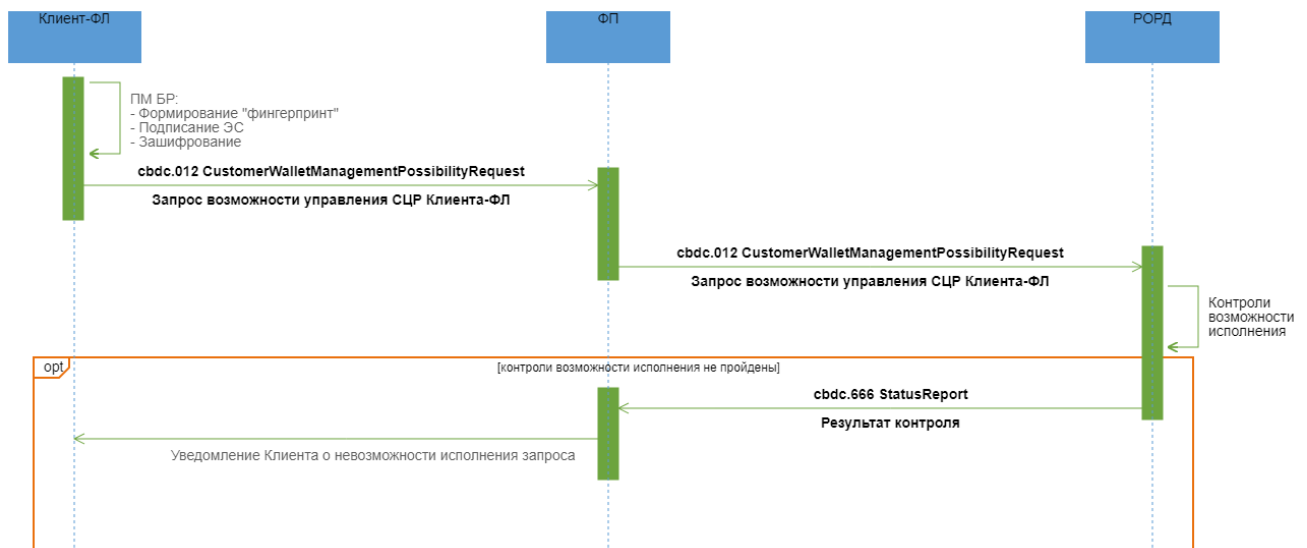 Клиент-ФЛ
ФП
РОРД
ПМ БР:
- Формирование "фингерпринт"
- Подписание ЭС
- Зашифрование
cbdc.012 CustomerWalletManagementPossibilityRequest
Запрос возможности управления СЦР Клиента-ФЛ
cbdc.012 CustomerWalletManagementPossibilityRequest
Запрос возможности управления СЦР Клиента-ФЛ
Контроли
возможности
исполнения
opt
[контроли возможности исполнения не пройдены]
cbdc.666 StatusReport
Результат контроля
Уведомление Клиента о невозможности исполнения запроса